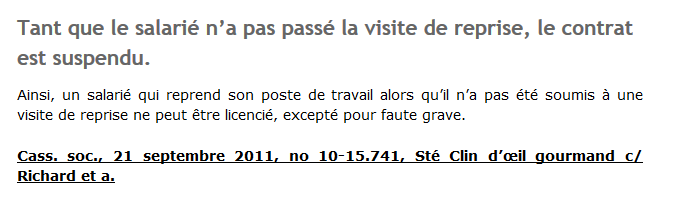 Tant que le salarié n’a pas passé la visite de reprise, le contrat
est suspendu.
Ainsi, un salarié qui reprend son poste de travail alors qu’il n’a pas été soumis à une
visite de reprise ne peut être licencié, excepté pour faute grave.
Cass. soc., 21 septembre 2011, no 10-15.741, Sté Clin d’œil gourmand c/
Richard et a.